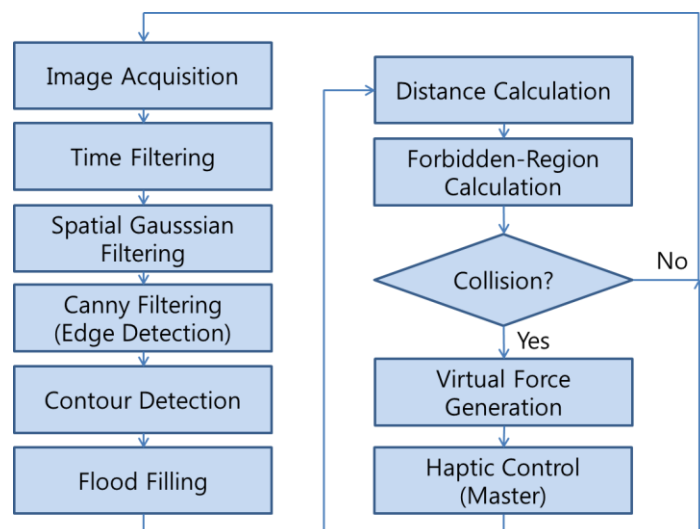 Image Acquisition
Time Filtering
Spatial Gausssian
Filtering
Canny Filtering
(Edge Detection)
Contour Detection
Flood Filling
Distance Calculation
Forbidden-Region
Calculation
Collision?
No
Yes
Virtual Force
Generation
Haptic Control
(Master)